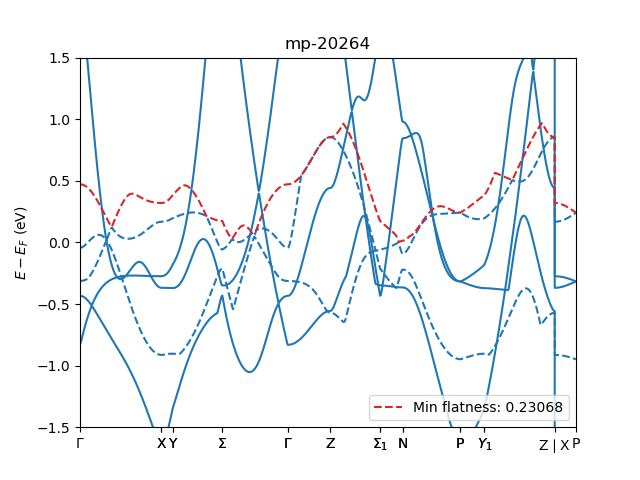 mp-20264
E − E_F (eV)
1.5
1.0
0.5
0.0
−0.5
−1.0
−1.5
Min flatness: 0.23068
Γ X Y Σ Γ Z Σ₁ N P Y₁ Z | X P